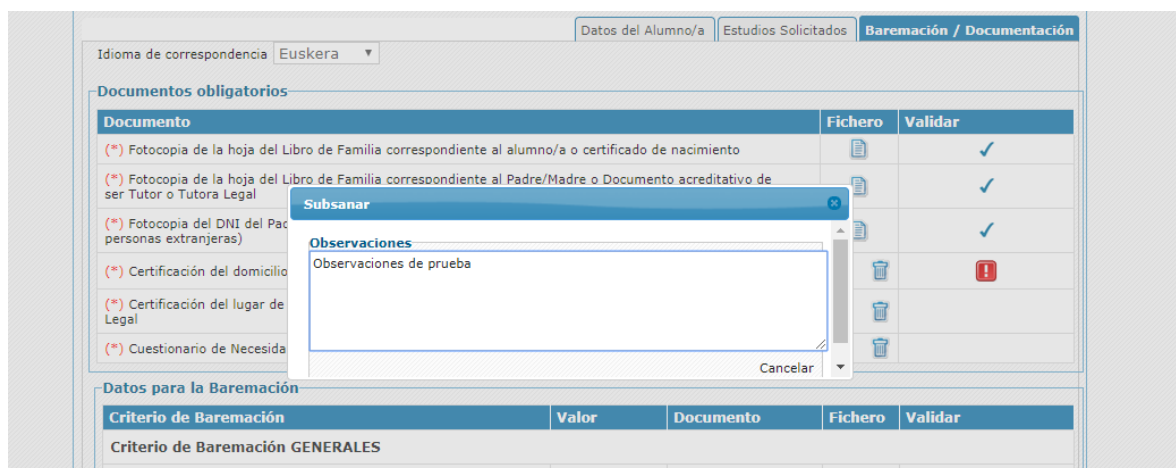 Datos del Alumno/a Estudios Solicitados Baremación / Documentación
Idioma de correspondencia Euskera
Documentos obligatorios
Documento Fichero Validar
(*) Fotocopia de la hoja del Libro de Familia correspondiente al alumno/a o certificado de nacimiento
(*) Fotocopia de la hoja del Libro de Familia correspondiente al Padre/Madre o Documento acreditativo de
ser Tutor o Tutora Legal
(*) Fotocopia del DNI del
personas extranjeras)
(*) Certificación del domicilio
(*) Certificación del lugar de
Legal
(*) Cuestionario de
Subsanar
Observaciones
Observaciones de prueba
Cancelar
Datos para la Baremación
Criterio de Baremación Valor Documento Fichero Validar
Criterio de Baremación GENERALES